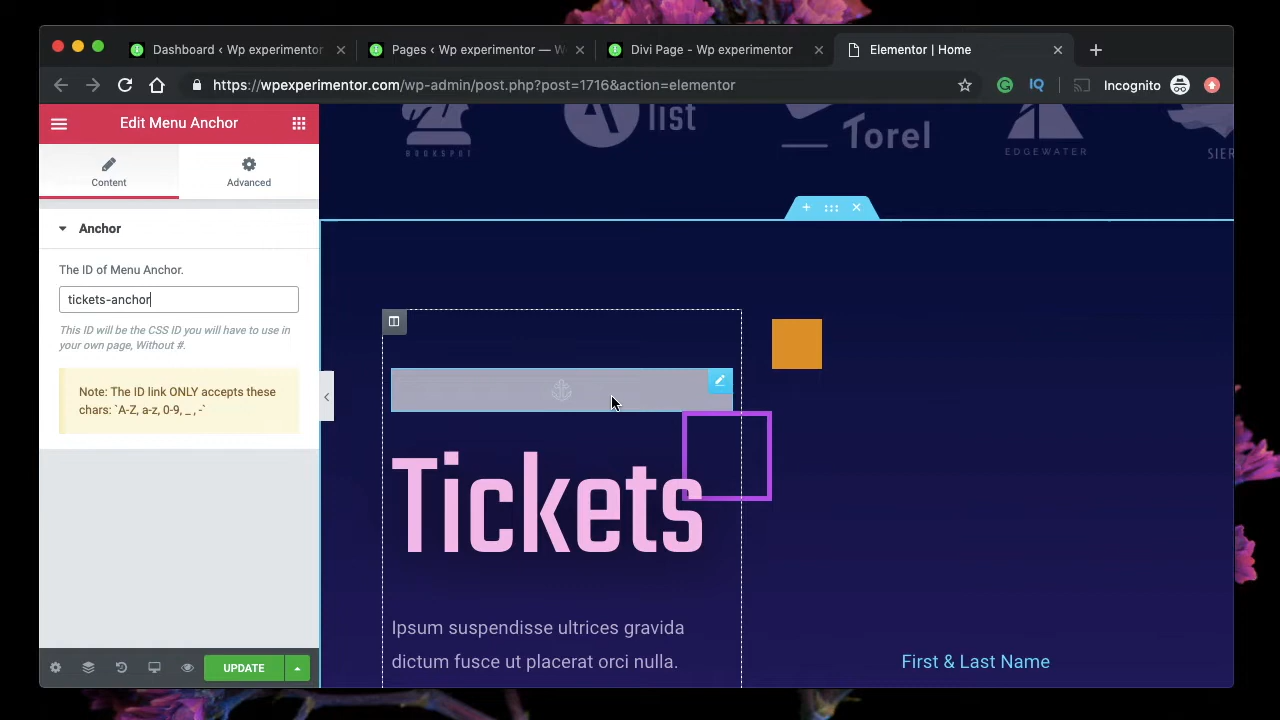 Dashboard ‹ Wp experimentor
Pages ‹ Wp experimentor — W
Divi Page - Wp experimentor
Elementor | Home
https://wpexperimentor.com/wp-admin/post.php?post=1716&action=elementor
IQ
Incognito
Edit Menu Anchor
Content
Advanced
Anchor
The ID of Menu Anchor.
tickets-anchor
This ID will be the CSS ID you will have to use in
your own page, Without #.
Note: The ID link ONLY accepts these
chars: `A-Z, a-z, 0-9, _ , -`
UPDATE
BOOKSPOT
A list
Torel
EDGEWATER
SIER
Tickets
Ipsum suspendisse ultrices gravida
dictum fusce ut placerat orci nulla.
First & Last Name